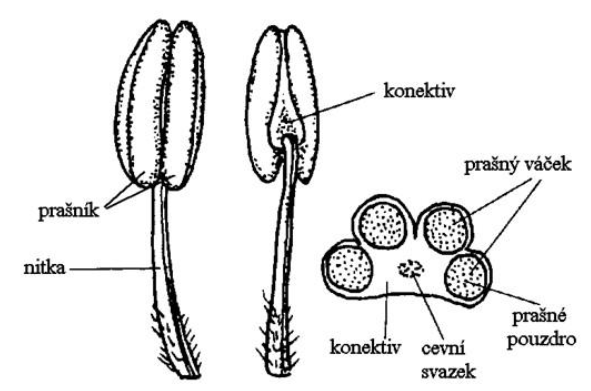 konektiv
prašný váček
prašník
nitka
prašné
pouzdro
konektiv
cevní
svazek